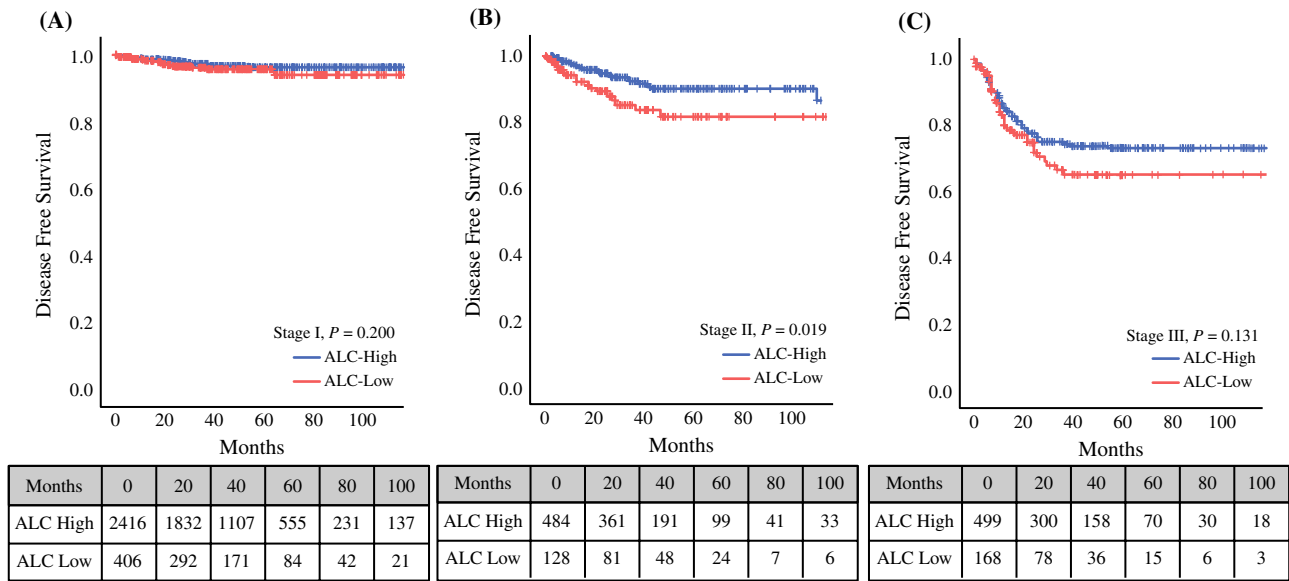 (A)
Disease Free Survival
1.0
0.8
0.6
0.4
0.2
0.0
Stage I, P = 0.200
ALC-High
ALC-Low
0 20 40 60 80 100
Months
Months 0 20 40 60 80 100
ALC High 2416 1832 1107 555 231 137
ALC Low 406 292 171 84 42 21
(B)
Disease Free Survival
1.0
0.8
0.6
0.4
0.2
0.0
Stage II, P = 0.019
ALC-High
ALC-Low
0 20 40 60 80 100
Months
Months 0 20 40 60 80 100
ALC High 484 361 191 99 41 33
ALC Low 128 81 48 24 7 6
(C)
Disease Free Survival
1.0
0.8
0.6
0.4
0.2
0.0
Stage III, P = 0.131
ALC-High
ALC-Low
0 20 40 60 80 100
Months
Months 0 20 40 60 80 100
ALC High 499 300 158 70 30 18
ALC Low 168 78 36 15 6 3